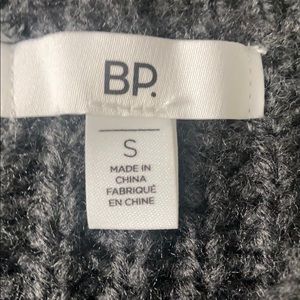 BP.
S
MADE IN
CHINA
FABRIQUÉ
EN CHINE